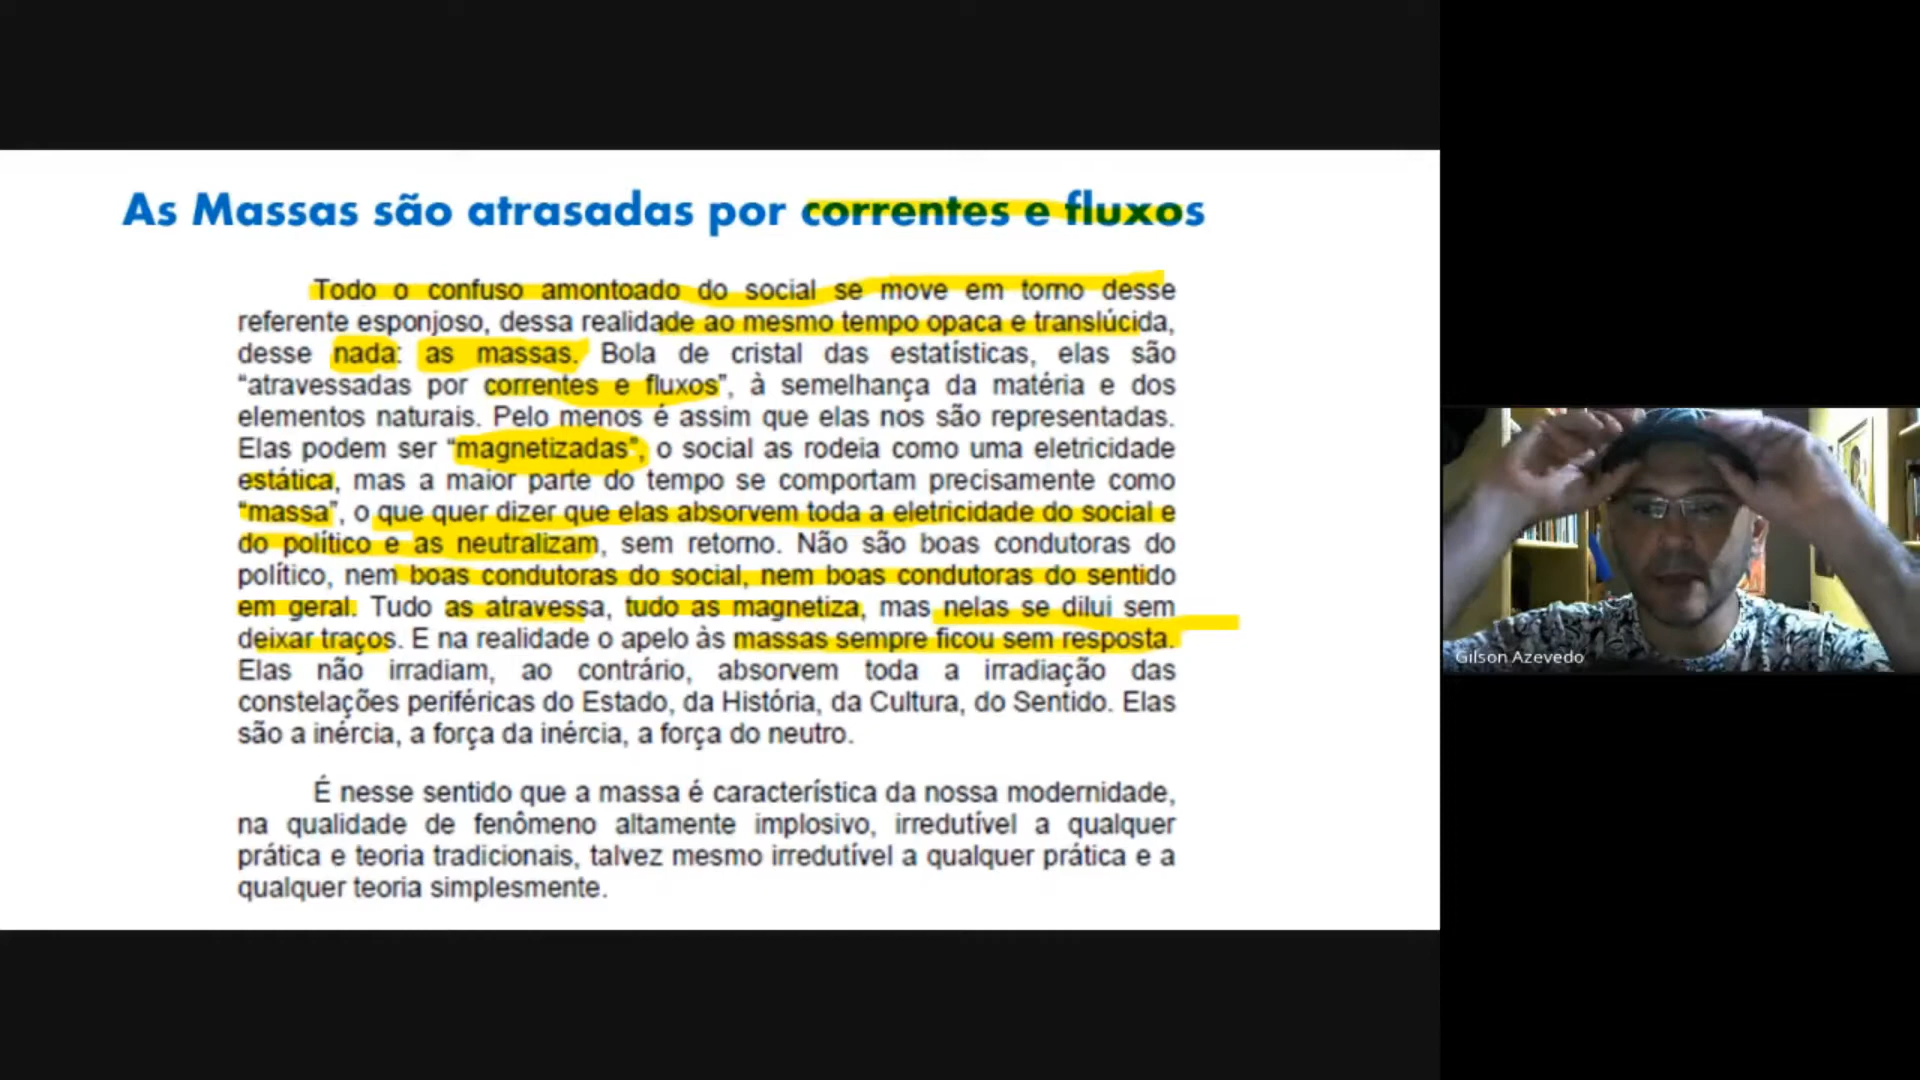 As Massas são atrasadas por correntes e fluxos
Todo o confuso amontoado do social se move em torno desse
referente esponjoso, dessa realidade ao mesmo tempo opaca e translúcida,
desse nada: as massas. Bola de cristal das estatísticas, elas são
“atravessadas por correntes e fluxos”, à semelhança da matéria e dos
elementos naturais. Pelo menos é assim que elas nos são representadas.
Elas podem ser “magnetizadas”, o social as rodeia como uma eletricidade
estática, mas a maior parte do tempo se comportam precisamente como
“massa”, o que quer dizer que elas absorvem toda a eletricidade do social e
do político e as neutralizam, sem retorno. Não são boas condutoras do
político, nem boas condutoras do social, nem boas condutoras do sentido
em geral. Tudo as atravessa, tudo as magnetiza, mas nelas se dilui sem
deixar traços. E na realidade o apelo às massas sempre ficou sem resposta.
Elas não irradiam, ao contrário, absorvem toda a irradiação das
constelações periféricas do Estado, da História, da Cultura, do Sentido. Elas
são a inércia, a força da inércia, a força do neutro.
É nesse sentido que a massa é característica da nossa modernidade,
na qualidade de fenômeno altamente implosivo, irredutível a qualquer
prática e teoria tradicionais, talvez mesmo irredutível a qualquer prática e a
qualquer teoria simplesmente.
Gilson Azevedo